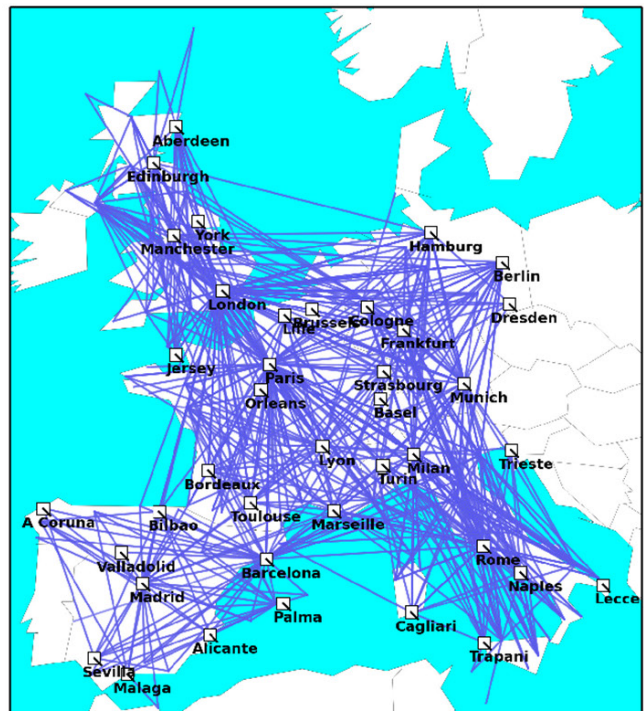 Aberdeen
Edinburgh
York
Manchester
Hamburg
Berlin
London
Lille
Brussels
Cologne
Dresden
Frankfurt
Jersey
Paris
Strasbourg
Munich
Orleans
Basel
Lyon
Milan
Trieste
Bordeaux
Turin
A Coruna
Bilbao
Toulouse
Marseille
Valladolid
Barcelona
Rome
Madrid
Naples
Lecce
Palma
Cagliari
Alicante
Trapani
Sevilla
Malaga